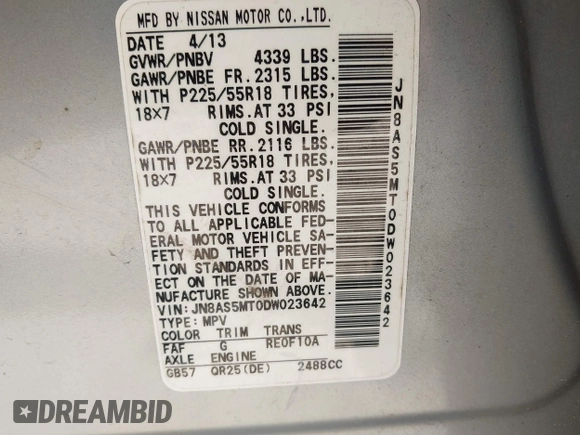 MFD BY NISSAN MOTOR CO.,LTD.
DATE 4/13
GVWR/PNBV 4339 LBS.
GAWR/PNBE FR. 2315 LBS.
WITH P225/55R18 TIRES,
18X7 RIMS.AT 33 PSI
COLD SINGLE.
GAWR/PNBE RR. 2116 LBS.
WITH P225/55R18 TIRES,
18X7 RIMS.AT 33 PSI
COLD SINGLE.
THIS VEHICLE CONFORMS
TO ALL APPLICABLE FED-
ERAL MOTOR VEHICLE SA-
FETY AND THEFT PREVEN-
TION STANDARDS IN EFF-
ECT ON THE DATE OF MA-
NUFACTURE SHOWN ABOVE.
VIN: JN8AS5MT0DW023642
TYPE: MPV
COLOR TRIM TRANS
FAF G RE0F10A
AXLE ENGINE
GB57 QR25(DE) 2488CC
JN8AS5MT0DW023642
DREAMBID